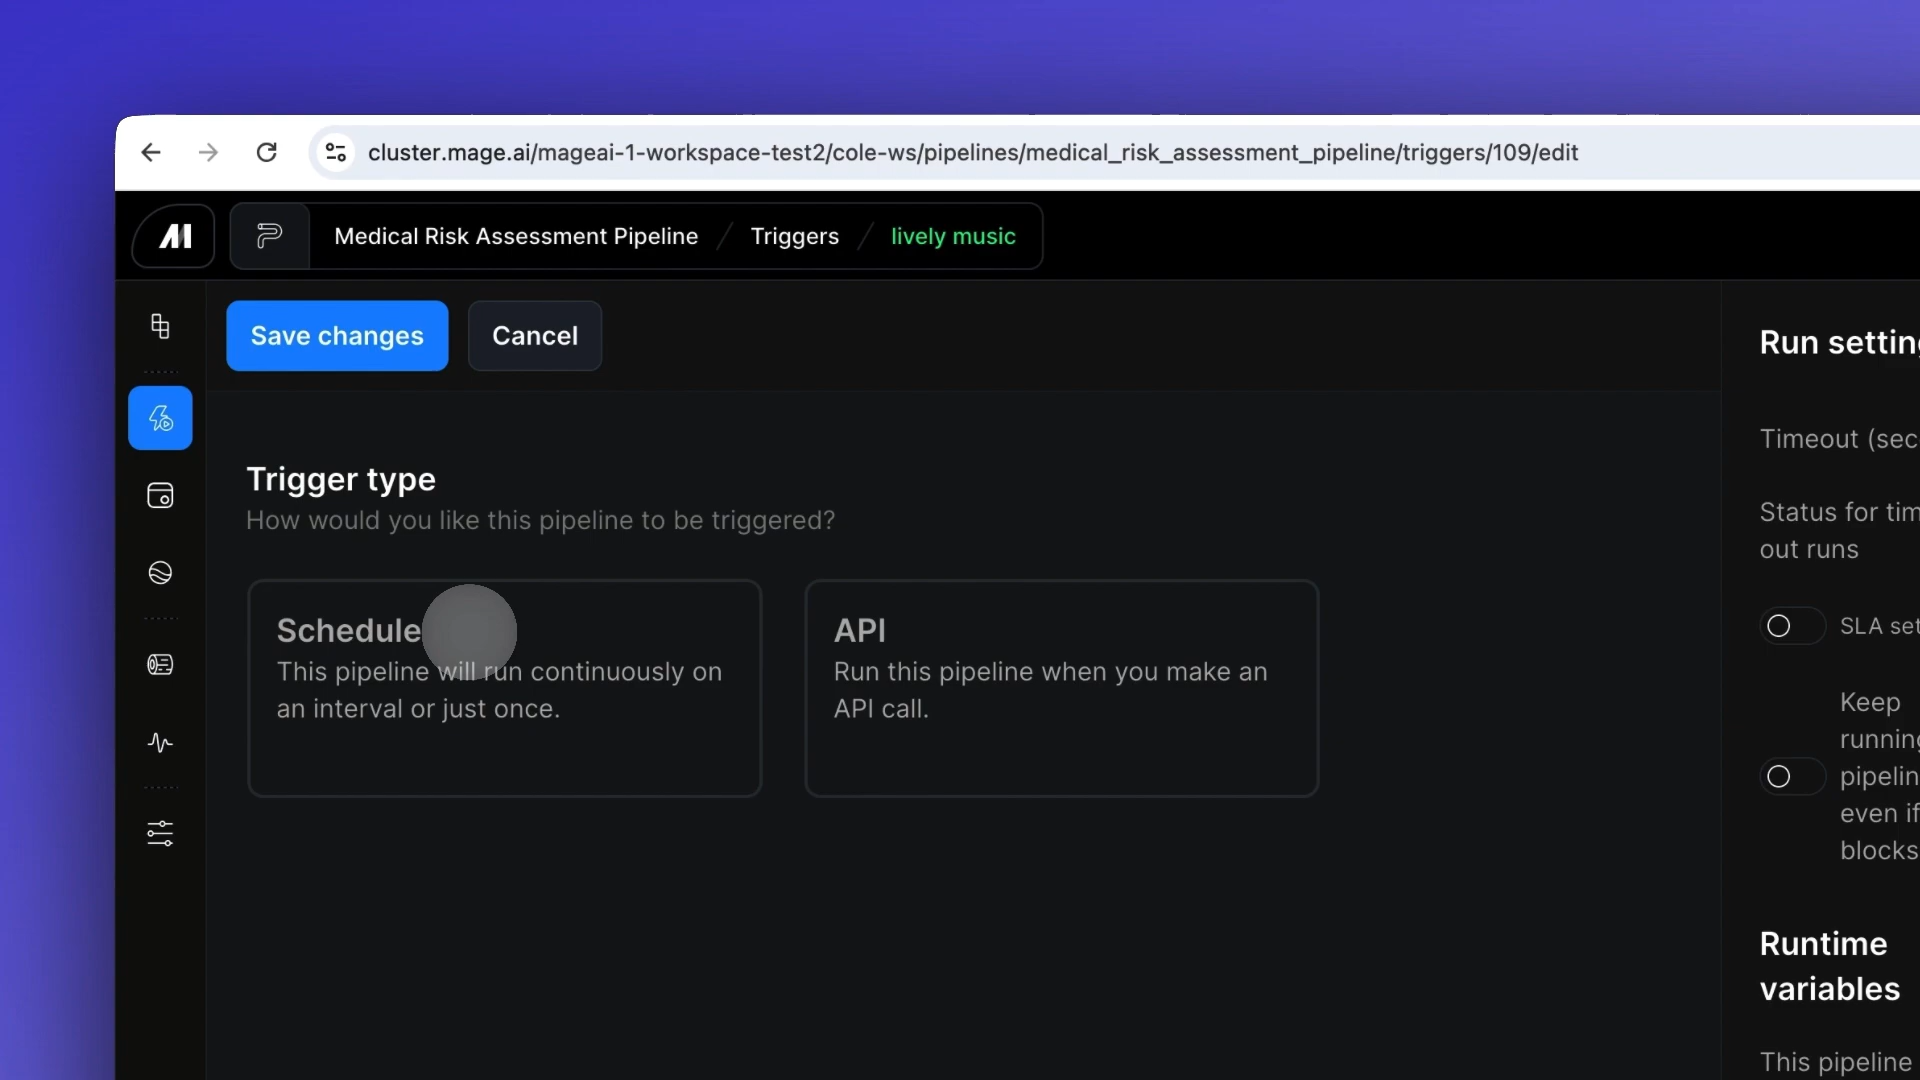 cluster.mage.ai/mageai-1-workspace-test2/cole-ws/pipelines/medical_risk_assessment_pipeline/triggers/109/edit
Medical Risk Assessment Pipeline / Triggers / lively music
Save changes
Cancel
Trigger type
How would you like this pipeline to be triggered?
Schedule
This pipeline will run continuously on
an interval or just once.
API
Run this pipeline when you make an
API call.
Run setting
Timeout (sec
Status for tim
out runs
SLA set
Keep
running
pipelin
even if
blocks
Runtime
variables
This pipeline